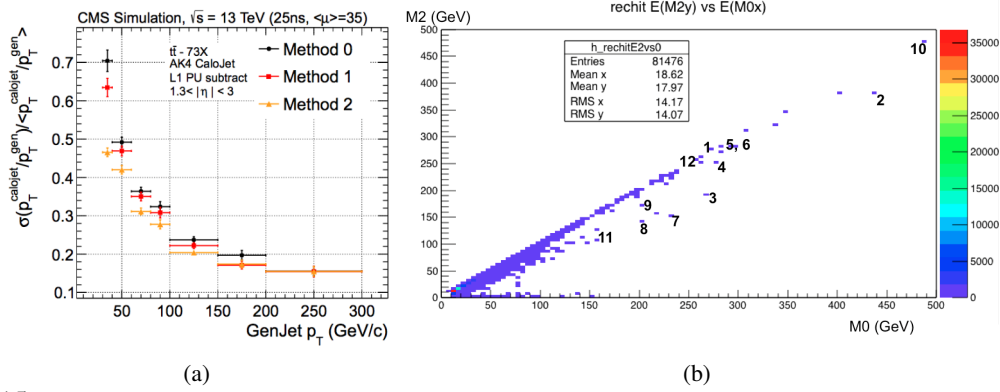 CMS Simulation, √s = 13 TeV (25ns, <μ>=35)
σ(p_T^calojet/p_T^gen)/<p_T^calojet/p_T^gen>
tt̄ - 73X
AK4 CaloJet
L1 PU subtract
1.3< |η| < 3
Method 0
Method 1
Method 2
0.7
0.6
0.5
0.4
0.3
0.2
0.1
50 100 150 200 250 300
GenJet p_T (GeV/c)
(a)
rechit E(M2y) vs E(M0x)
M2 (GeV)
h_rechitE2vs0
Entries 81476
Mean x 18.62
Mean y 17.97
RMS x 14.17
RMS y 14.07
500
450
400
350
300
250
200
150
100
50
0
10
2
1
5, 6
12
4
3
9
8
7
11
0 50 100 150 200 250 300 350 400 450 500
M0 (GeV)
35000
30000
25000
20000
15000
10000
5000
0
(b)